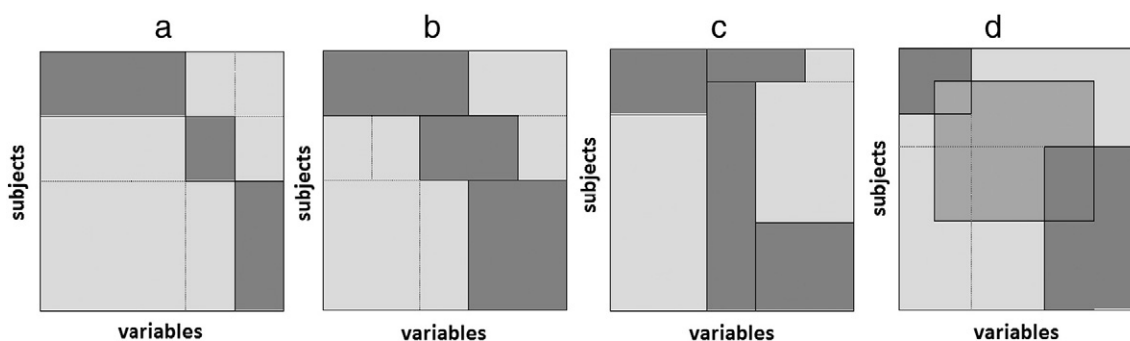 a
b
c
d
subjects
subjects
subjects
subjects
variables
variables
variables
variables